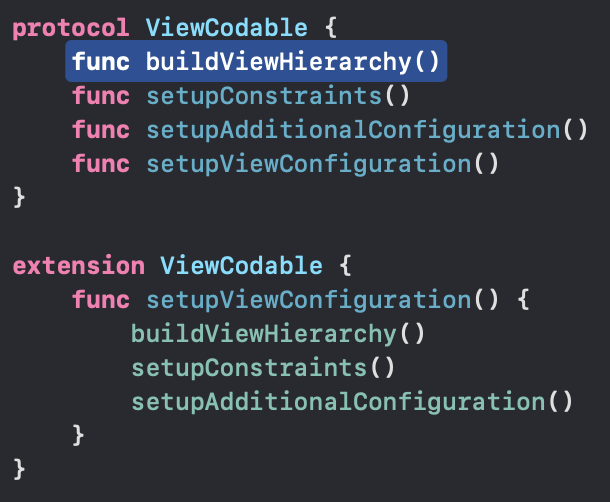 protocol ViewCodable {
    func buildViewHierarchy()
    func setupConstraints()
    func setupAdditionalConfiguration()
    func setupViewConfiguration()
}

extension ViewCodable {
    func setupViewConfiguration() {
        buildViewHierarchy()
        setupConstraints()
        setupAdditionalConfiguration()
    }
}